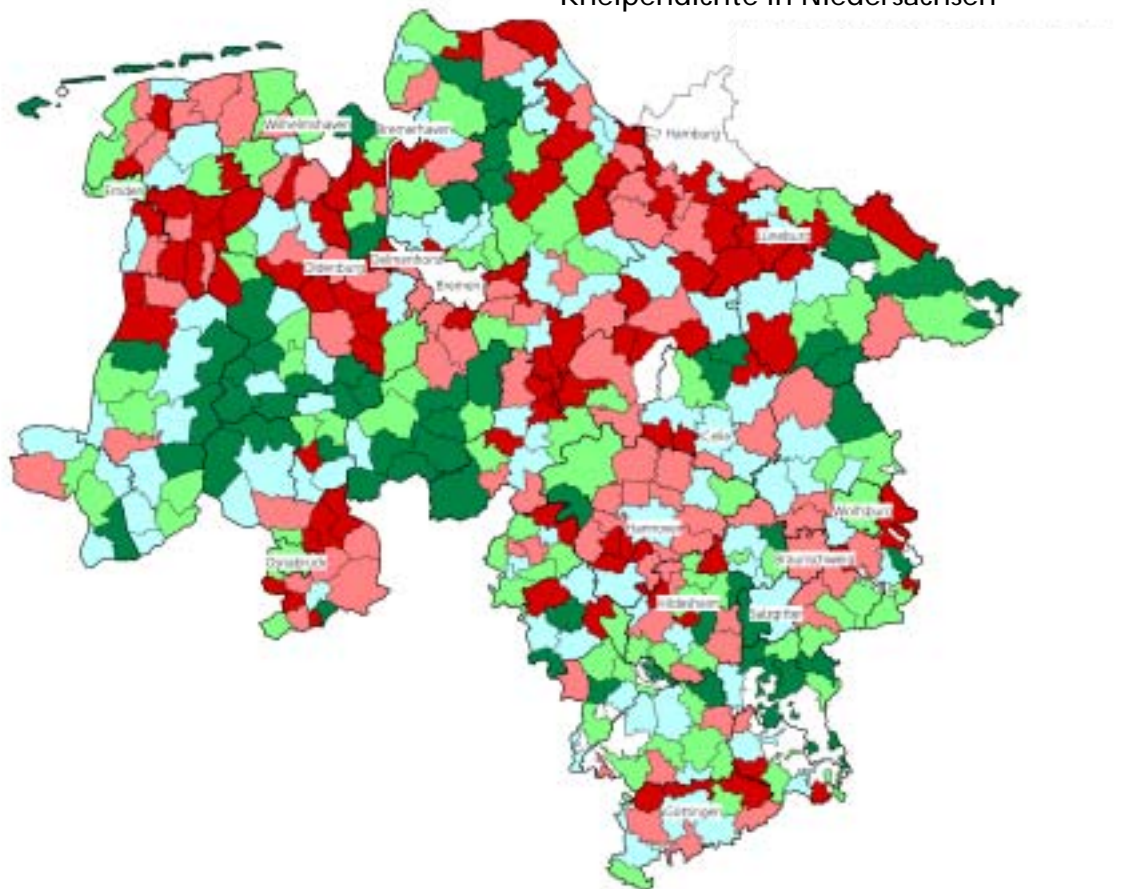 Kneipendichte in Niedersachsen
Wilhelmshaven
Bremerhaven
Hamburg
Emden
Lüneburg
Oldenburg
Delmenhorst
Bremen
Celle
Wolfsburg
Hannover
Braunschweig
Osnabrück
Hildesheim
Salzgitter
Göttingen